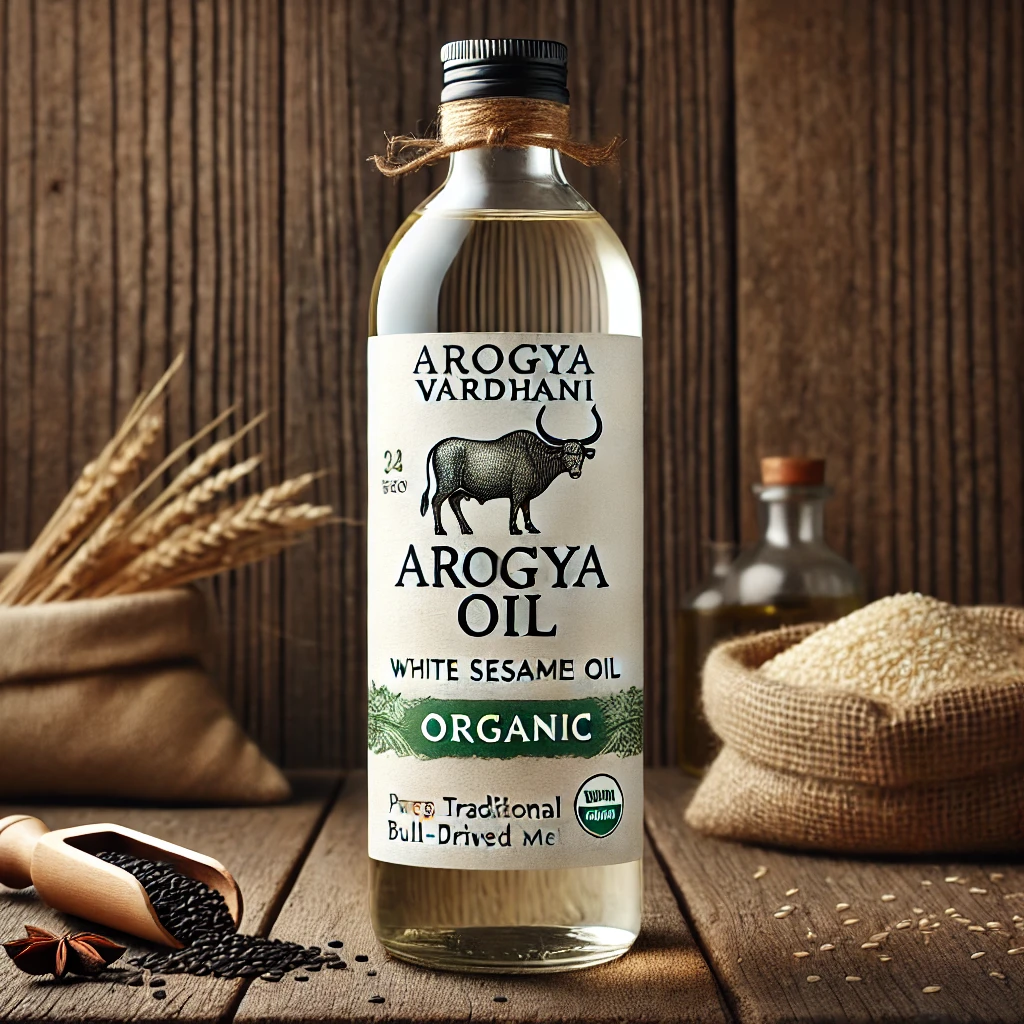 AROGYA
VARDHANI
AROGYA
OIL
WHITE SESAME OIL
ORGANIC
Traditional
Bull-Drived